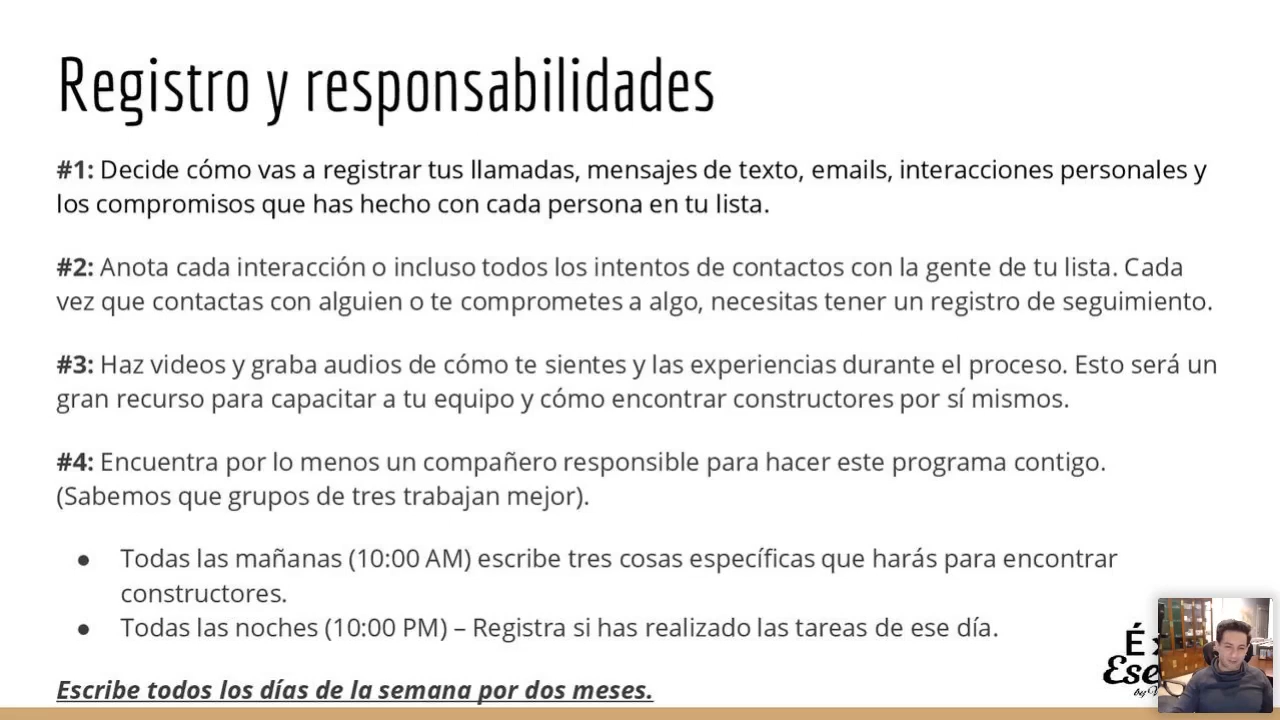 Registro y responsabilidades
#1: Decide cómo vas a registrar tus llamadas, mensajes de texto, emails, interacciones personales y
los compromisos que has hecho con cada persona en tu lista.
#2: Anota cada interacción o incluso todos los intentos de contactos con la gente de tu lista. Cada
vez que contactas con alguien o te comprometes a algo, necesitas tener un registro de seguimiento.
#3: Haz videos y graba audios de cómo te sientes y las experiencias durante el proceso. Esto será un
gran recurso para capacitar a tu equipo y cómo encontrar constructores por sí mismos.
#4: Encuentra por lo menos un compañero responsible para hacer este programa contigo.
(Sabemos que grupos de tres trabajan mejor).
● Todas las mañanas (10:00 AM) escribe tres cosas específicas que harás para encontrar
constructores.
● Todas las noches (10:00 PM) – Registra si has realizado las tareas de ese día.
Escribe todos los días de la semana por dos meses.
by